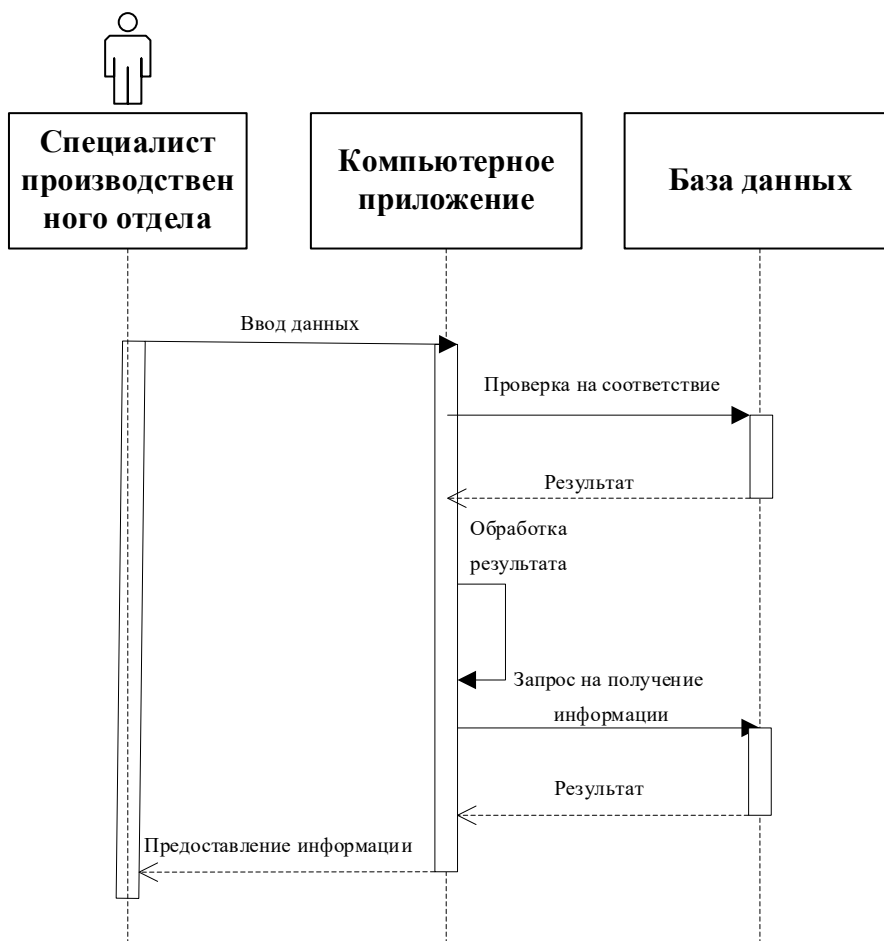 Специалист
производствен
ного отдела
Компьютерное
приложение
База данных
Ввод данных
Проверка на соответствие
Результат
Обработка
результата
Запрос на получение
информации
Результат
Предоставление информации